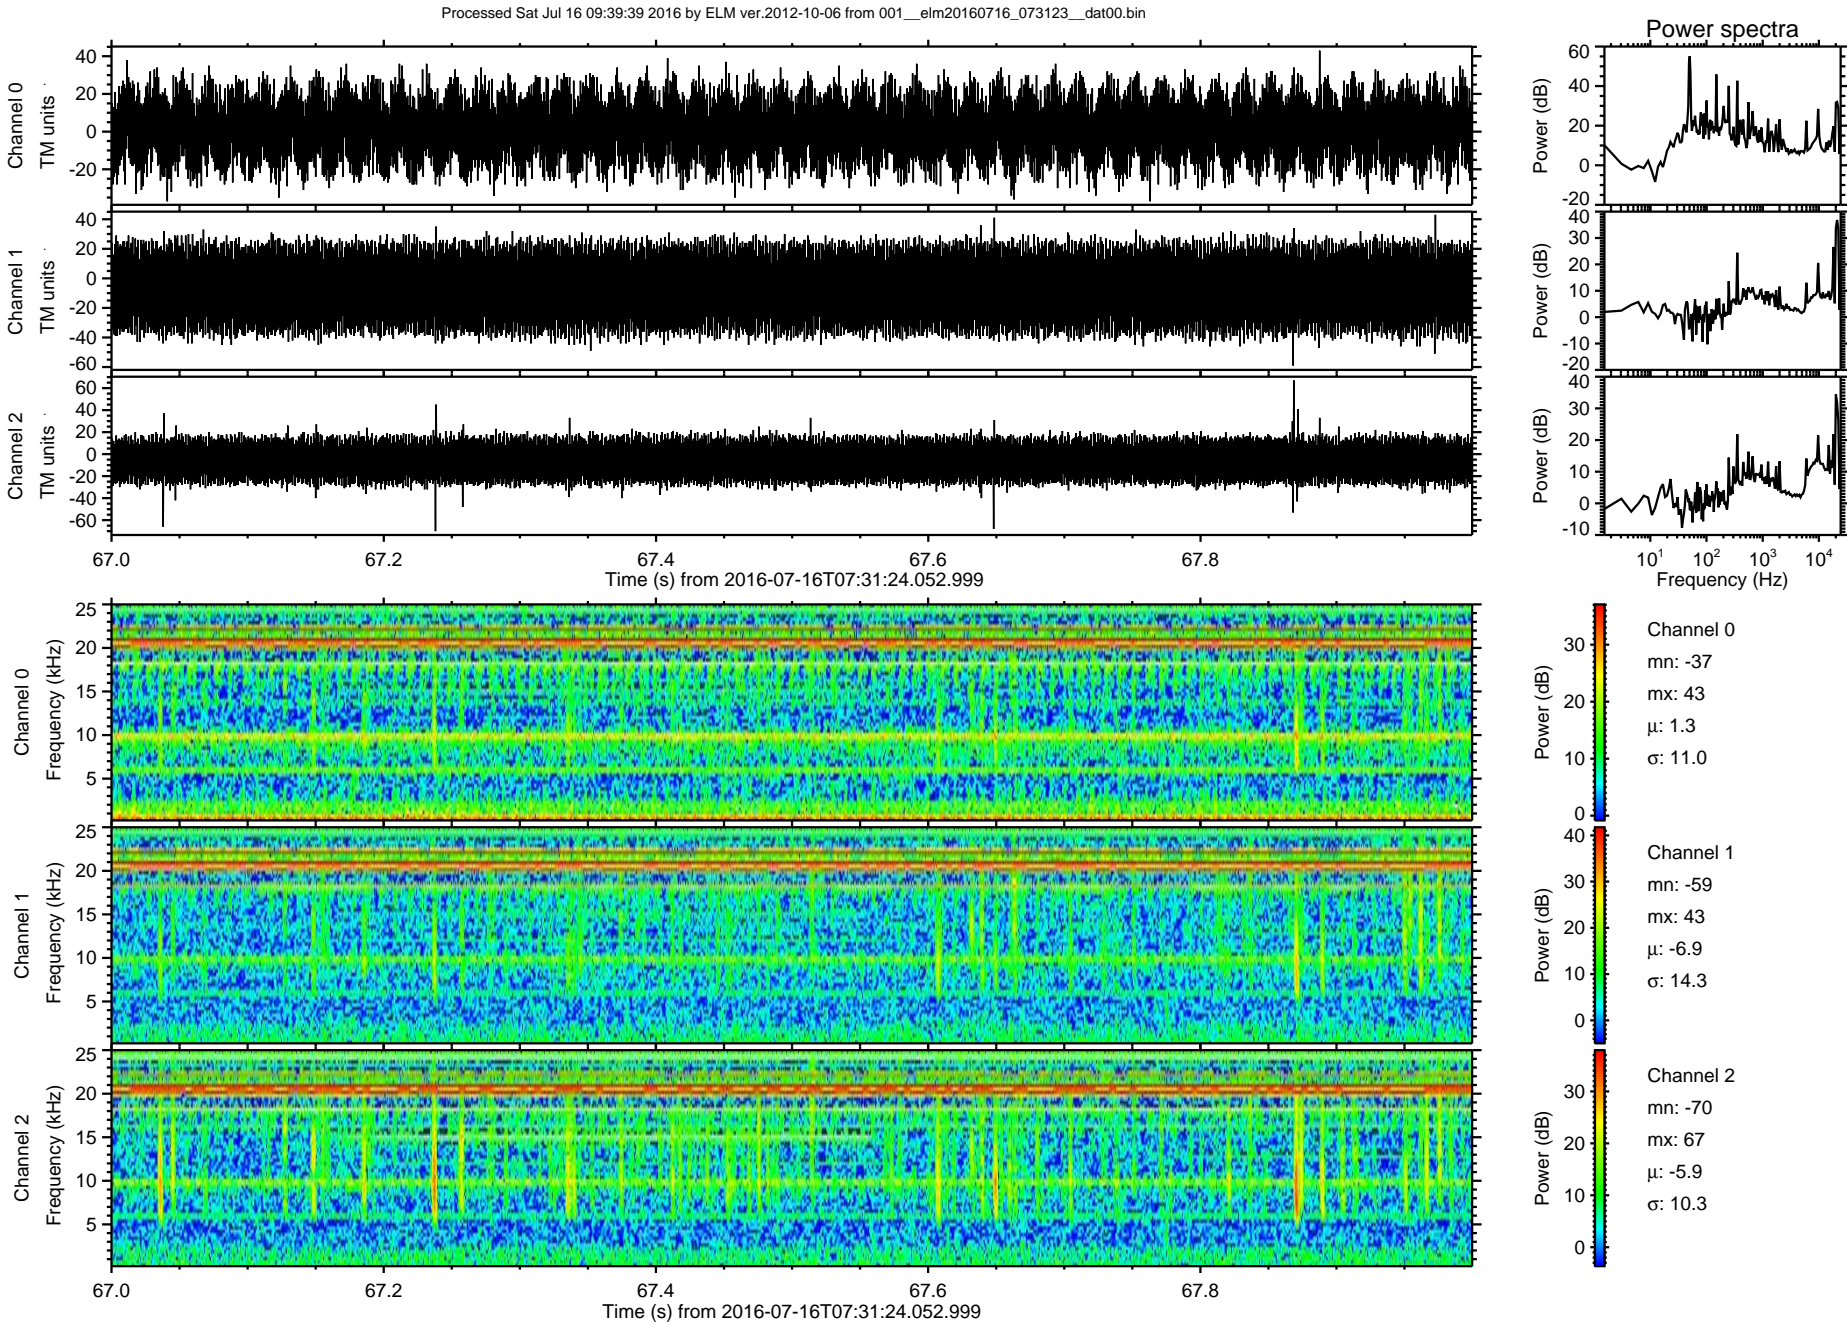 Processed Sat Jul 16 09:39:39 2016 by ELM ver.2012-10-06 from 001__elm20160716_073123__dat00.bin
Power spectra
Channel 0
TM units
40
20
0
-20
Power (dB)
60
40
20
0
-20
Channel 1
TM units
40
20
0
-20
-40
-60
Power (dB)
40
30
20
10
0
-10
-20
Channel 2
TM units
60
40
20
0
-20
-40
-60
Power (dB)
40
30
20
10
0
-10
67.0 67.2 67.4 67.6 67.8
Time (s) from 2016-07-16T07:31:24.052.999
10¹ 10² 10³ 10⁴
Frequency (Hz)
Channel 0
Frequency (kHz)
25
20
15
10
5
Power (dB)
30
20
10
0
Channel 0
mn: -37
mx: 43
μ: 1.3
σ: 11.0
Channel 1
Frequency (kHz)
25
20
15
10
5
Power (dB)
40
30
20
10
0
Channel 1
mn: -59
mx: 43
μ: -6.9
σ: 14.3
Channel 2
Frequency (kHz)
25
20
15
10
5
Power (dB)
30
20
10
0
Channel 2
mn: -70
mx: 67
μ: -5.9
σ: 10.3
67.0 67.2 67.4 67.6 67.8
Time (s) from 2016-07-16T07:31:24.052.999